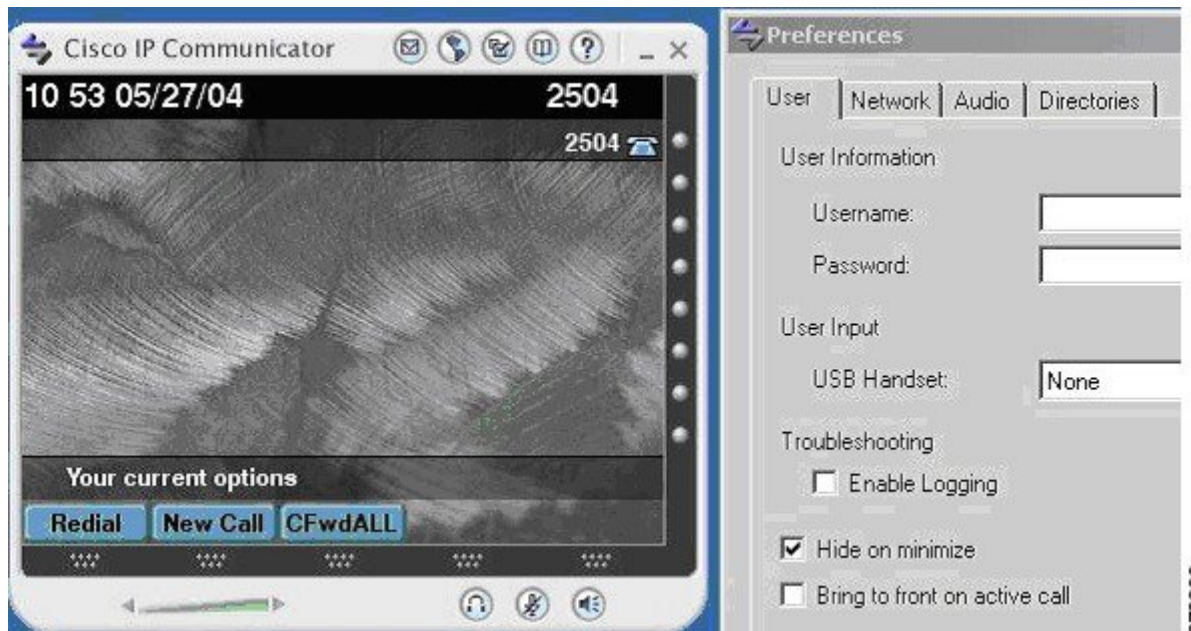 Cisco IP Communicator
10 53 05/27/04 2504
2504
Your current options
Redial New Call CFwdALL
Preferences
User Network Audio Directories
User Information
Username:
Password:
User Input
USB Handset: None
Troubleshooting
Enable Logging
Hide on minimize
Bring to front on active call